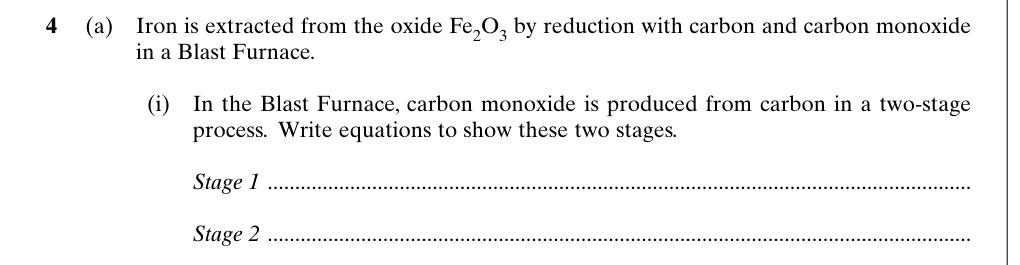 4 (a) Iron is extracted from the oxide Fe₂O₃ by reduction with carbon and carbon monoxide
in a Blast Furnace.
(i) In the Blast Furnace, carbon monoxide is produced from carbon in a two-stage
process. Write equations to show these two stages.
Stage 1 ................................................................................................................................
Stage 2 ................................................................................................................................